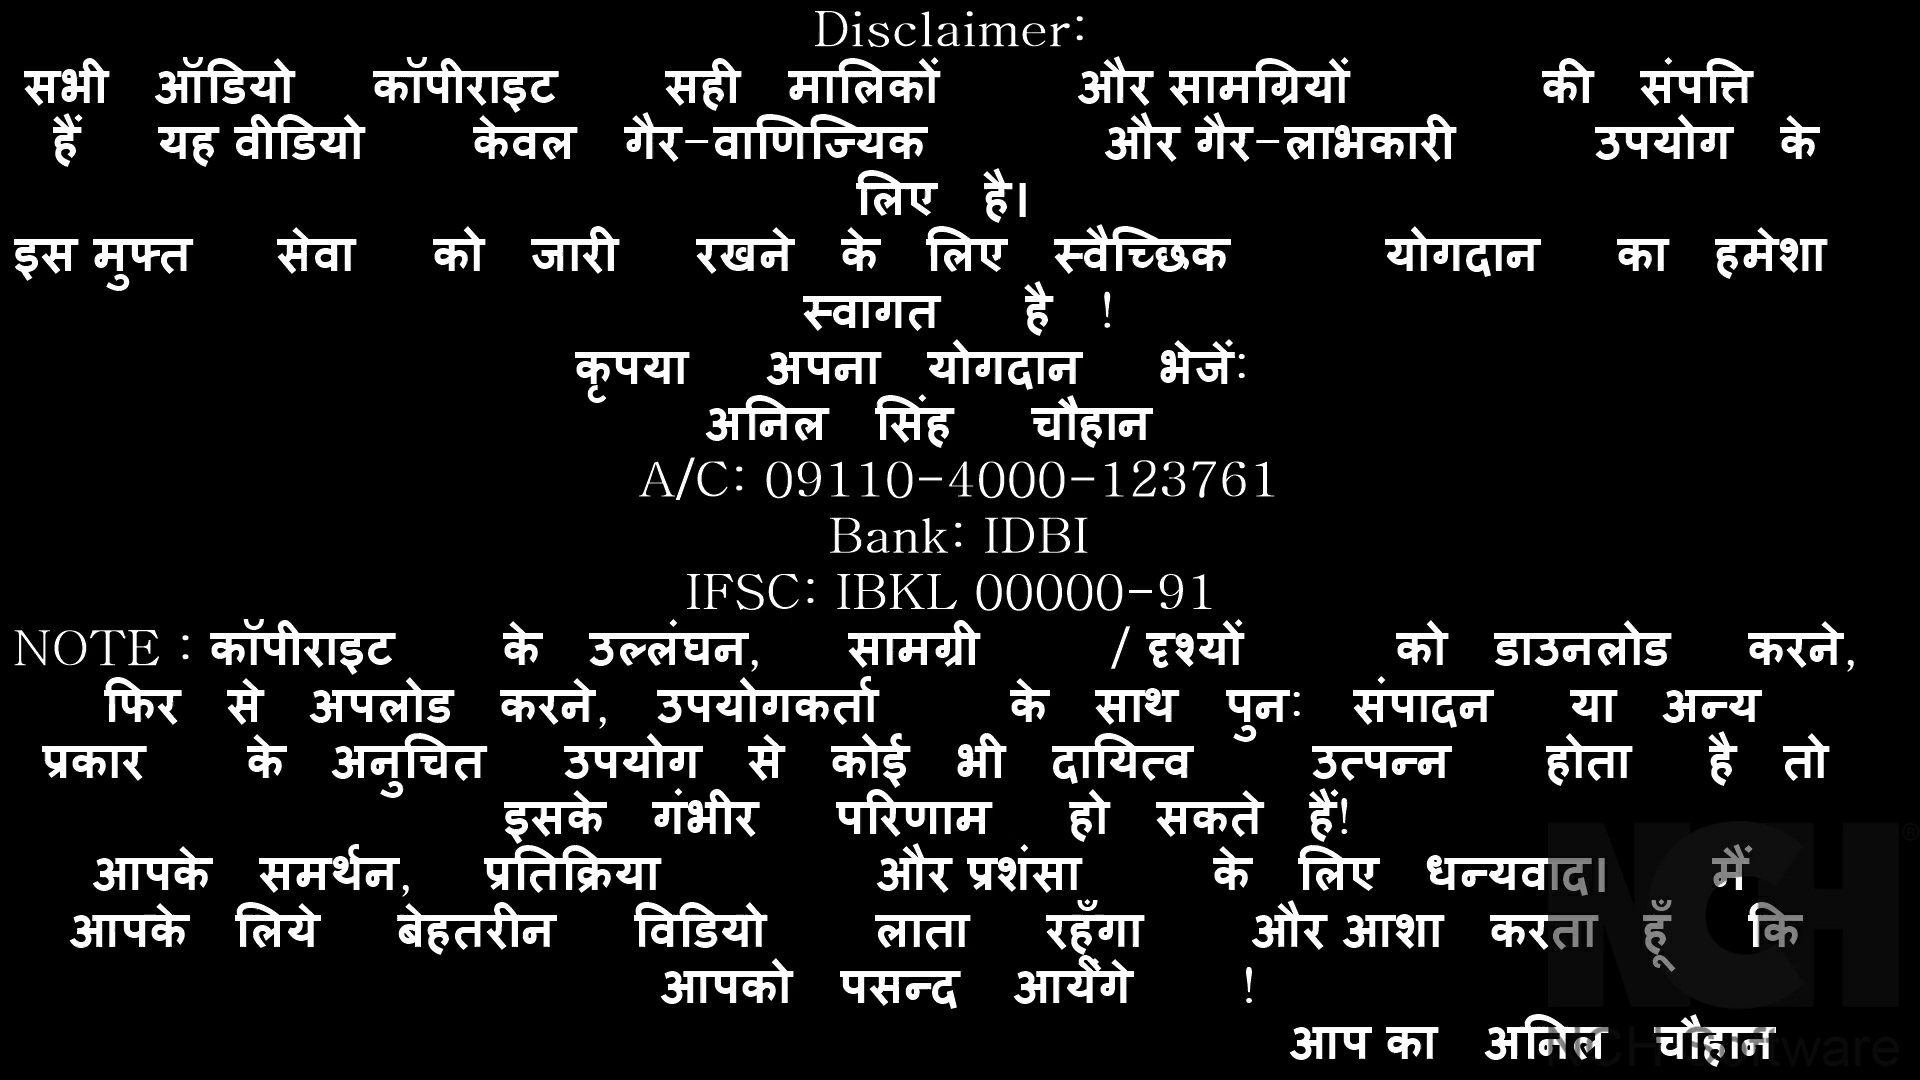 Disclaimer:
सभी ऑडियो कॉपीराइट सही मालिकों और सामग्रियों की संपत्ति
हैं यह वीडियो केवल गैर-वाणिज्यिक और गैर-लाभकारी उपयोग के
लिए है।
इस मुफ्त सेवा को जारी रखने के लिए स्वैच्छिक योगदान का हमेशा
स्वागत है !
कृपया अपना योगदान भेजें:
अनिल सिंह चौहान
A/C: 09110-4000-123761
Bank: IDBI
IFSC: IBKL 00000-91
NOTE : कॉपीराइट के उल्लंघन, सामग्री / दृश्यों को डाउनलोड करने,
फिर से अपलोड करने, उपयोगकर्ता के साथ पुन: संपादन या अन्य
प्रकार के अनुचित उपयोग से कोई भी दायित्व उत्पन्न होता है तो
इसके गंभीर परिणाम हो सकते हैं!
आपके समर्थन, प्रतिक्रिया और प्रशंसा के लिए धन्यवाद। मैं
आपके लिये बेहतरीन विडियो लाता रहूँगा और आशा करता हूँ कि
आपको पसन्द आयेंगे !
आप का अनिल चौहान
NCH®
NCH Software